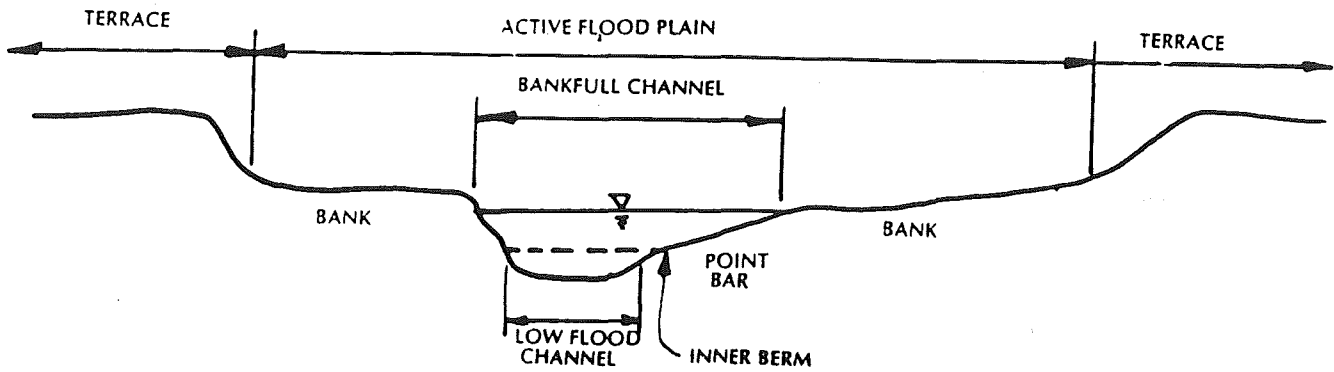 TERRACE
ACTIVE FLOOD PLAIN
TERRACE
BANKFULL CHANNEL
BANK
BANK
POINT
BAR
LOW FLOOD
CHANNEL
INNER BERM